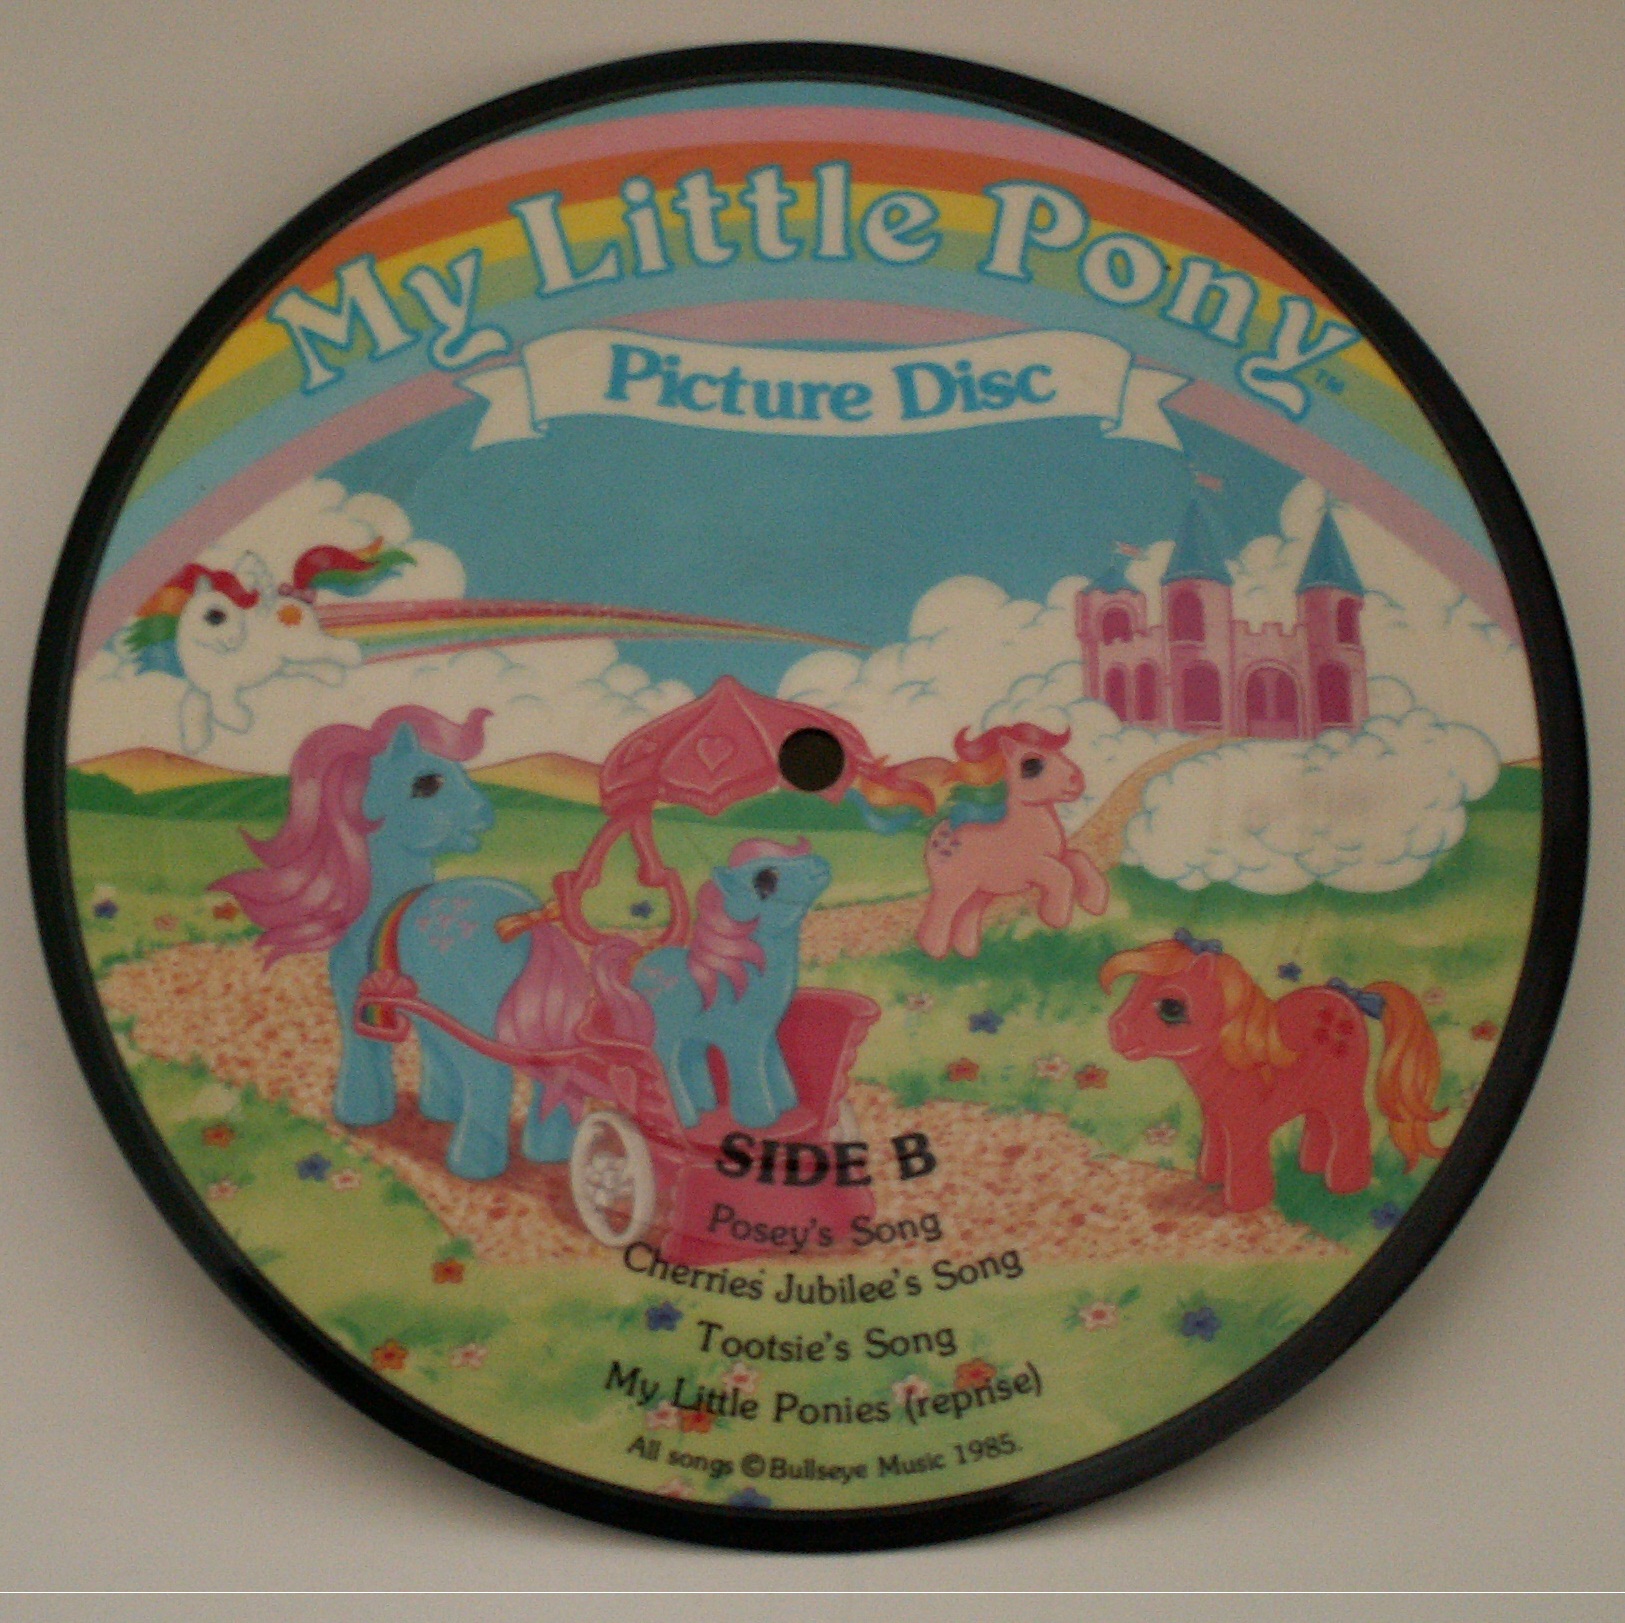 My Little Pony™
Picture Disc
SIDE B
Posey's Song
Cherries Jubilee's Song
Tootsie's Song
My Little Ponies (reprise)
All songs ©Bullseye Music 1985.